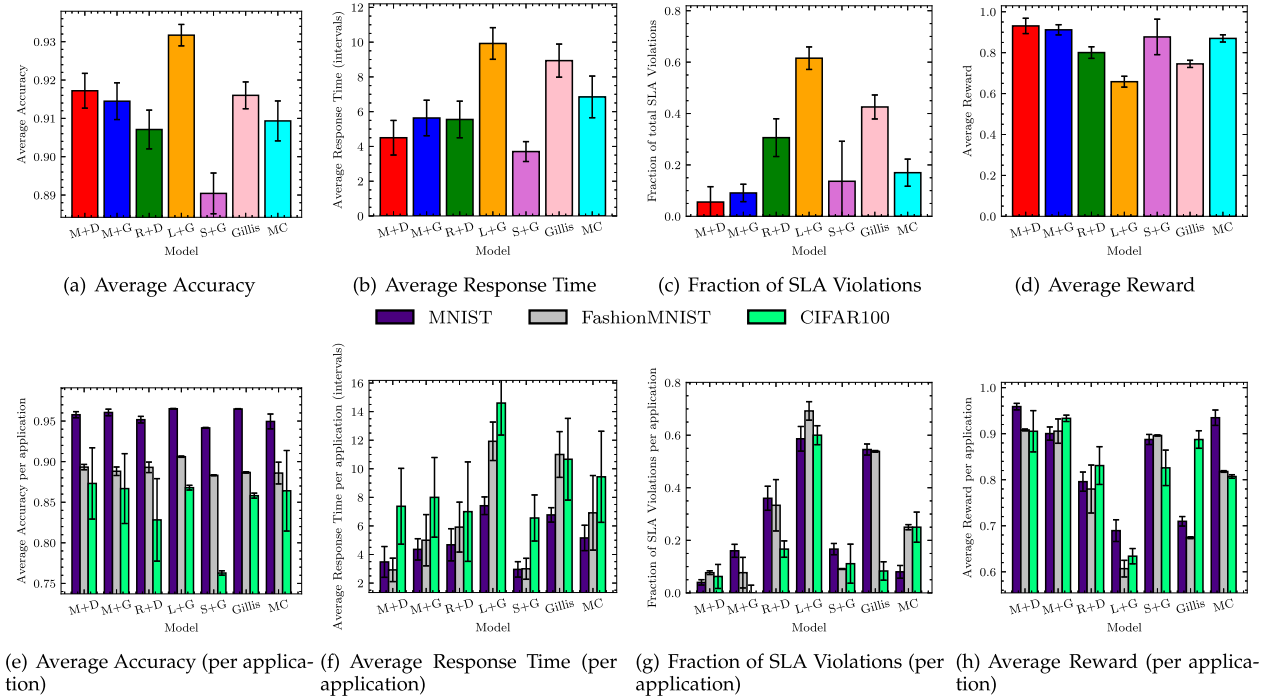 Average Accuracy
0.93
0.92
0.91
0.90
0.89
M+D M+G R+D L+G S+G Gillis MC
Model
(a) Average Accuracy
Average Response Time (intervals)
12
10
8
6
4
2
0
M+D M+G R+D L+G S+G Gillis MC
Model
(b) Average Response Time
Fraction of total SLA Violations
0.8
0.6
0.4
0.2
0.0
M+D M+G R+D L+G S+G Gillis MC
Model
(c) Fraction of SLA Violations
Average Reward
1.0
0.8
0.6
0.4
0.2
0.0
M+D M+G R+D L+G S+G Gillis MC
Model
(d) Average Reward
MNIST FashionMNIST CIFAR100
Average Accuracy per application
0.95
0.90
0.85
0.80
0.75
M+D M+G R+D L+G S+G Gillis MC
Model
(e) Average Accuracy (per applica-
tion)
Average Response Time per application (intervals)
16
14
12
10
8
6
4
2
M+D M+G R+D L+G S+G Gillis MC
Model
(f) Average Response Time (per
application)
Fraction of SLA Violations per application
0.8
0.6
0.4
0.2
0.0
M+D M+G R+D L+G S+G Gillis MC
Model
(g) Fraction of SLA Violations (per
application)
Average Reward per application
1.0
0.9
0.8
0.7
0.6
M+D M+G R+D L+G S+G Gillis MC
Model
(h) Average Reward (per applica-
tion)